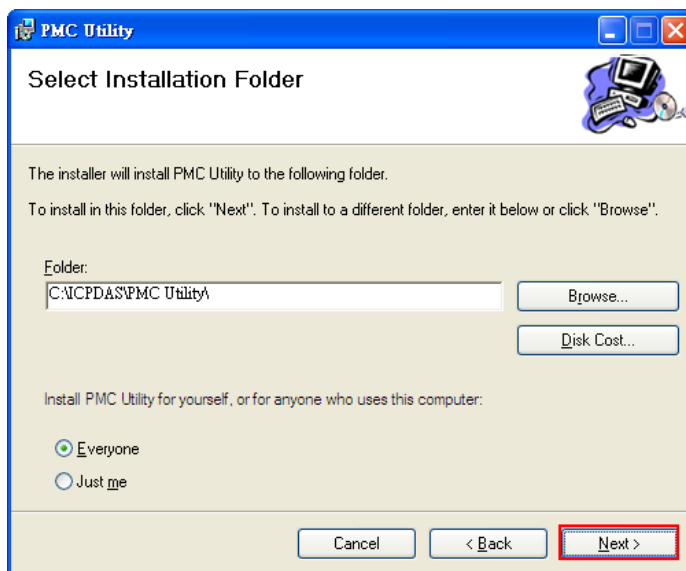 PMC Utility
Select Installation Folder
The installer will install PMC Utility to the following folder.
To install in this folder, click "Next". To install to a different folder, enter it below or click "Browse".
Folder:
C:\ICPDAS\PMC Utility\
Browse...
Disk Cost...
Install PMC Utility for yourself, or for anyone who uses this computer:
Everyone
Just me
Cancel
< Back
Next >